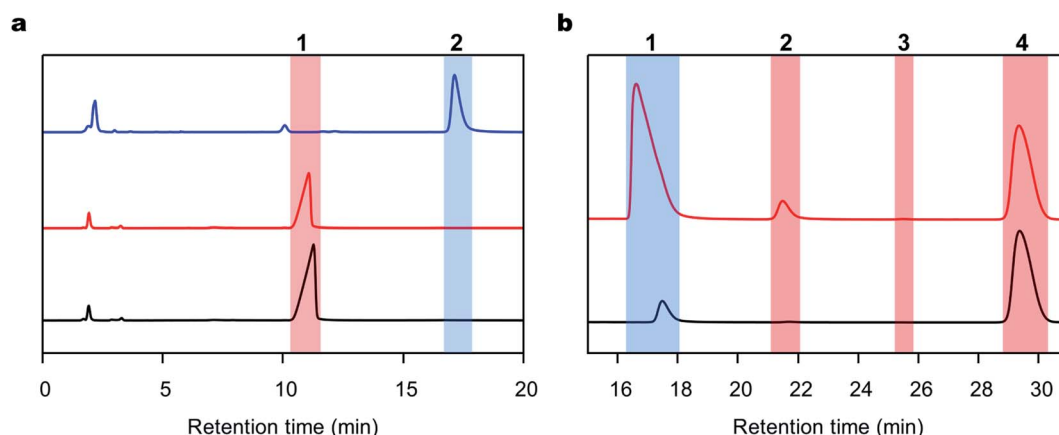 a
1 2
0 5 10 15 20
Retention time (min)
b
1 2 3 4
16 18 20 22 24 26 28 30
Retention time (min)